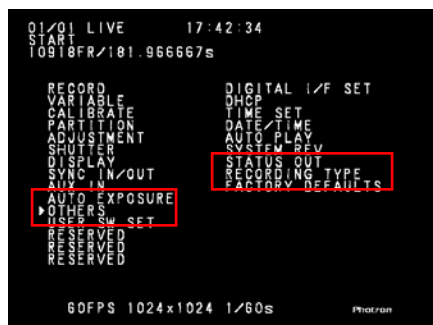 01/01 LIVE 17:42:34
START
10918FR/181.966667s
RECORD
VARIABLE
CALIBRATE
PARTITION
ADJUSTMENT
SHUTTER
DISPLAY
SYNC IN/OUT
AUX IN
AUTO EXPOSURE
▶OTHERS
USER SW SET
RESERVED
RESERVED
RESERVED
DIGITAL I/F SET
DHCP
TIME SET
DATE/TIME
AUTO PLAY
SYSTEM REV
STATUS OUT
RECORDING TYPE
FACTORY DEFAULTS
60FPS 1024x1024 1/60s
Photron